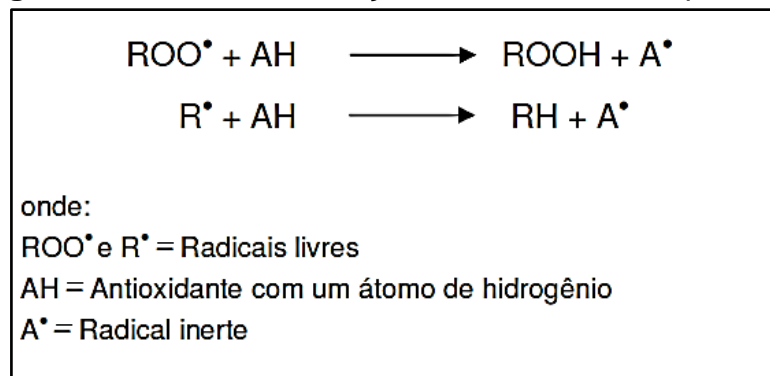 ROO• + AH ⟶ ROOH + A•
R• + AH ⟶ RH + A•
onde:
ROO• e R• = Radicais livres
AH = Antioxidante com um átomo de hidrogênio
A• = Radical inerte